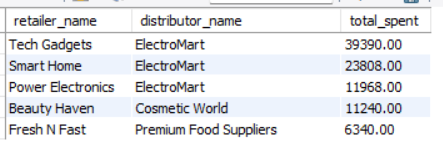 retailer_name distributor_name total_spent
Tech Gadgets ElectroMart 39390.00
Smart Home ElectroMart 23808.00
Power Electronics ElectroMart 11968.00
Beauty Haven Cosmetic World 11240.00
Fresh N Fast Premium Food Suppliers 6340.00